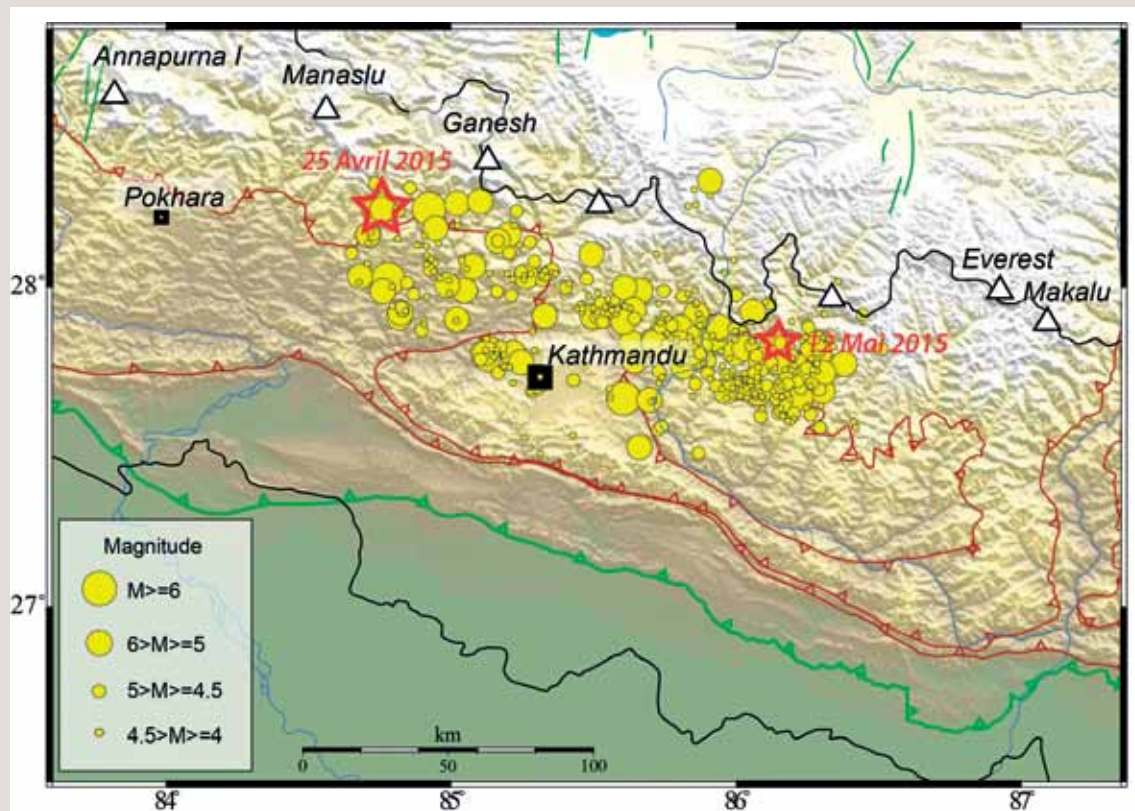 Annapurna I
Manaslu
Ganesh
25 Avril 2015
Pokhara
28°
Everest
Makalu
12 Mai 2015
Kathmandu
27°
Magnitude
M>=6
6>M>=5
5>M>=4.5
4.5>M>=4
km
0 50 100
84° 85° 86° 87°